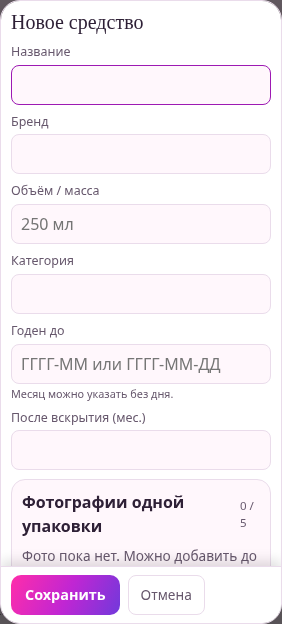 Новое средство
Название
Бренд
Объём / масса
250 мл
Категория
Годен до
ГГГГ-ММ или ГГГГ-ММ-ДД
Месяц можно указать без дня.
После вскрытия (мес.)
Фотографии одной упаковки
0 / 5
Фото пока нет. Можно добавить до
Сохранить
Отмена